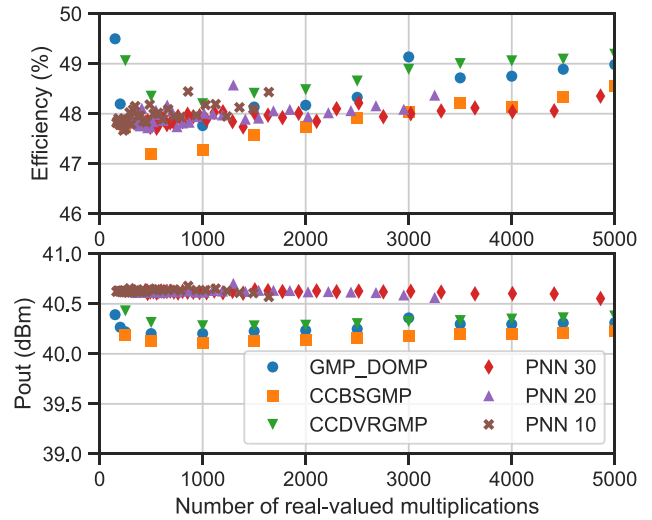 50
49
48
47
46
Efficiency (%)
0 1000 2000 3000 4000 5000
41.0
40.5
40.0
39.5
39.0
Pout (dBm)
GMP_DOMP PNN 30
CCBSGMP PNN 20
CCDVRGMP PNN 10
0 1000 2000 3000 4000 5000
Number of real-valued multiplications